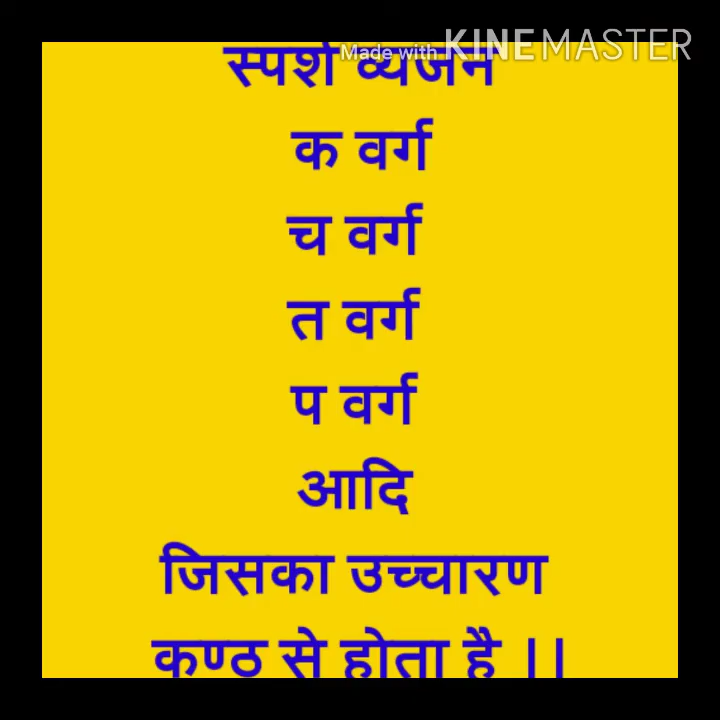 Made with KINEMASTER
स्पर्श व्यंजन
क वर्ग
च वर्ग
त वर्ग
प वर्ग
आदि
जिसका उच्चारण
कण्ठ से होता है ।।